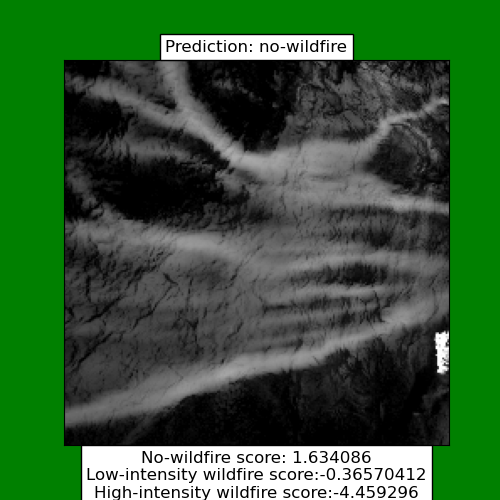 Prediction: no-wildfire
No-wildfire score: 1.634086
Low-intensity wildfire score:-0.36570412
High-intensity wildfire score:-4.459296